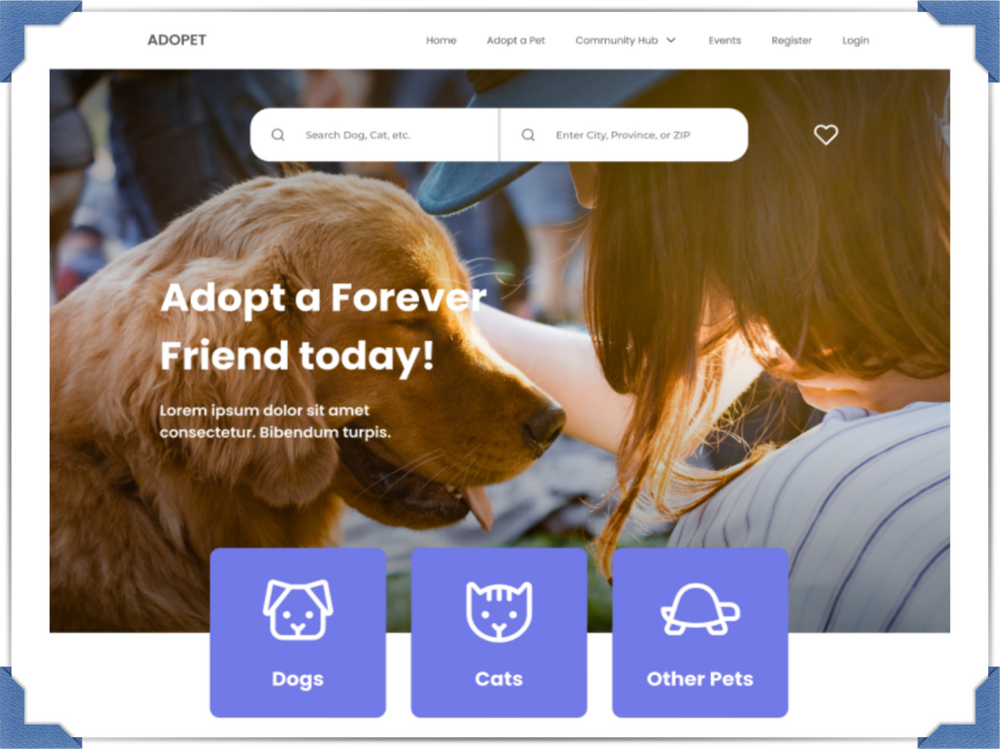 ADOPET
Home
Adopt a Pet
Community Hub
Events
Register
Login
Search Dog, Cat, etc.
Enter City, Province, or ZIP
Adopt a Forever
Friend today!
Lorem ipsum dolor sit amet
consectetur. Bibendum turpis.
Dogs
Cats
Other Pets